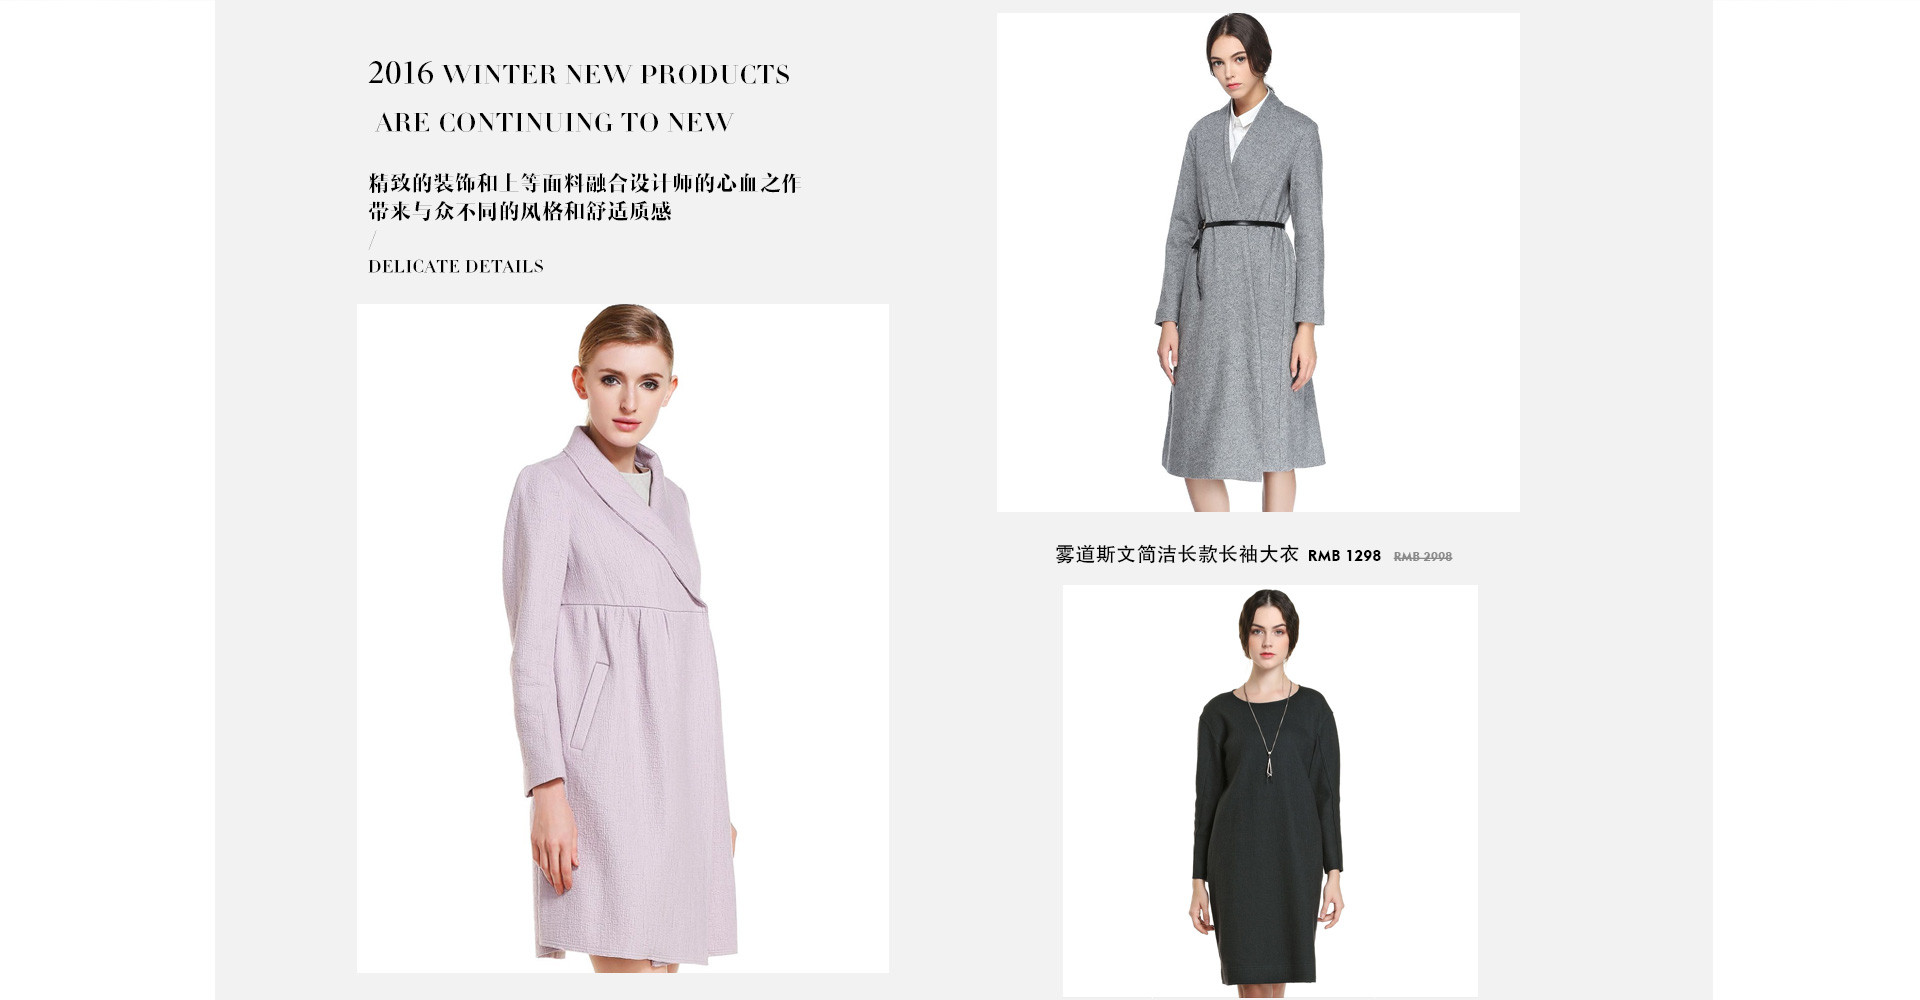 2016 WINTER NEW PRODUCTS
ARE CONTINUING TO NEW
精致的装饰和上等面料融合设计师的心血之作
带来与众不同的风格和舒适质感
/
DELICATE DETAILS
雾道斯文简洁长款长袖大衣 RMB 1298 RMB 2998